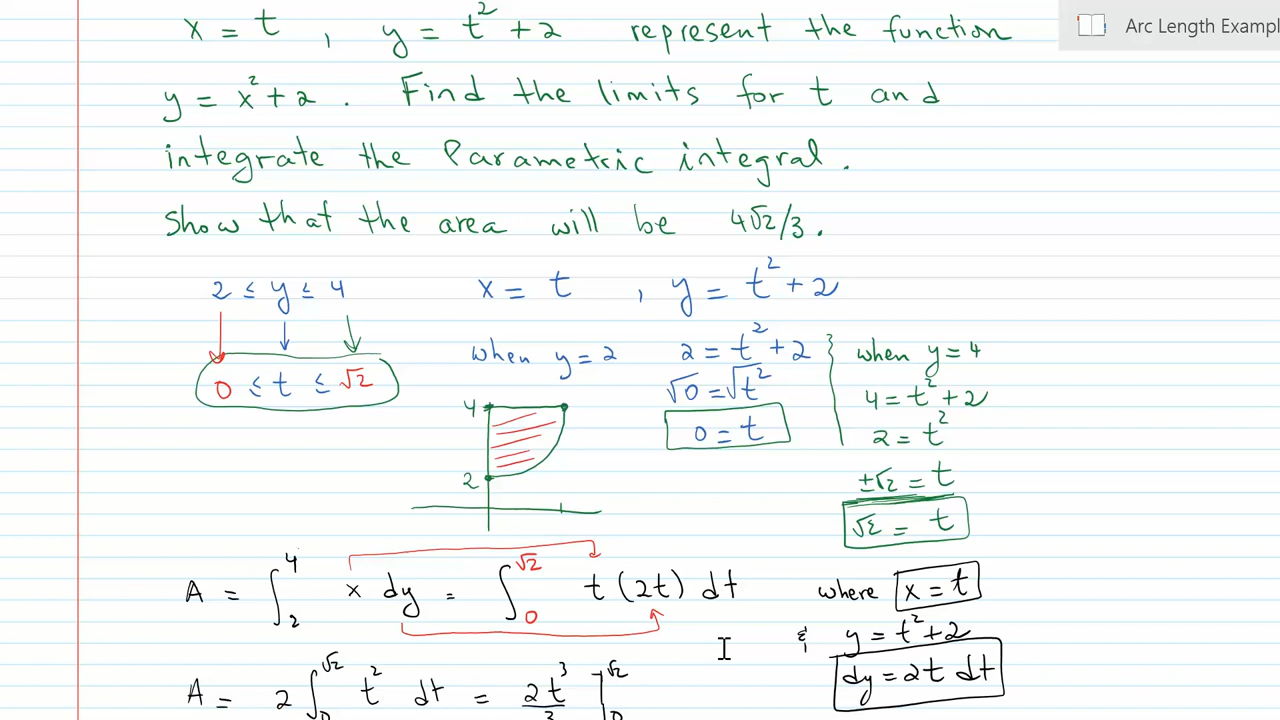 Arc Length Exampl
x = t , y = t² + 2 represent the function
y = x² + 2 . Find the limits for t and
integrate the Parametric integral .
Show that the area will be 4√2/3 .
2 ≤ y ≤ 4
0 ≤ t ≤ √2
x = t , y = t² + 2
when y = 2
2 = t² + 2
√0 = √t²
0 = t
when y = 4
4 = t² + 2
2 = t²
±√2 = t
√2 = t
4
2
A = ∫₂⁴ x dy = ∫₀^√2 t (2t) dt
where x = t
& y = t² + 2
dy = 2t dt
A = 2 ∫₀^√2 t² dt = 2t³/3 |₀^√2